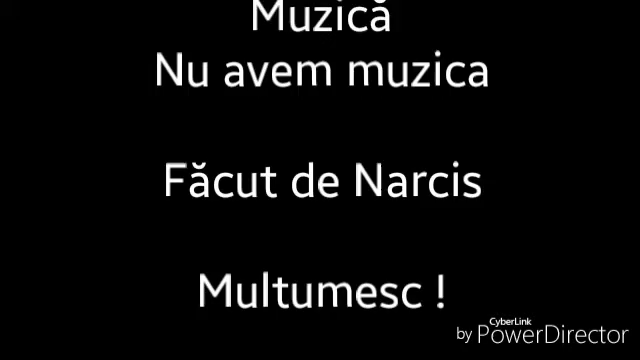 Muzică
Nu avem muzica
Făcut de Narcis
Multumesc !
CyberLink
by PowerDirector